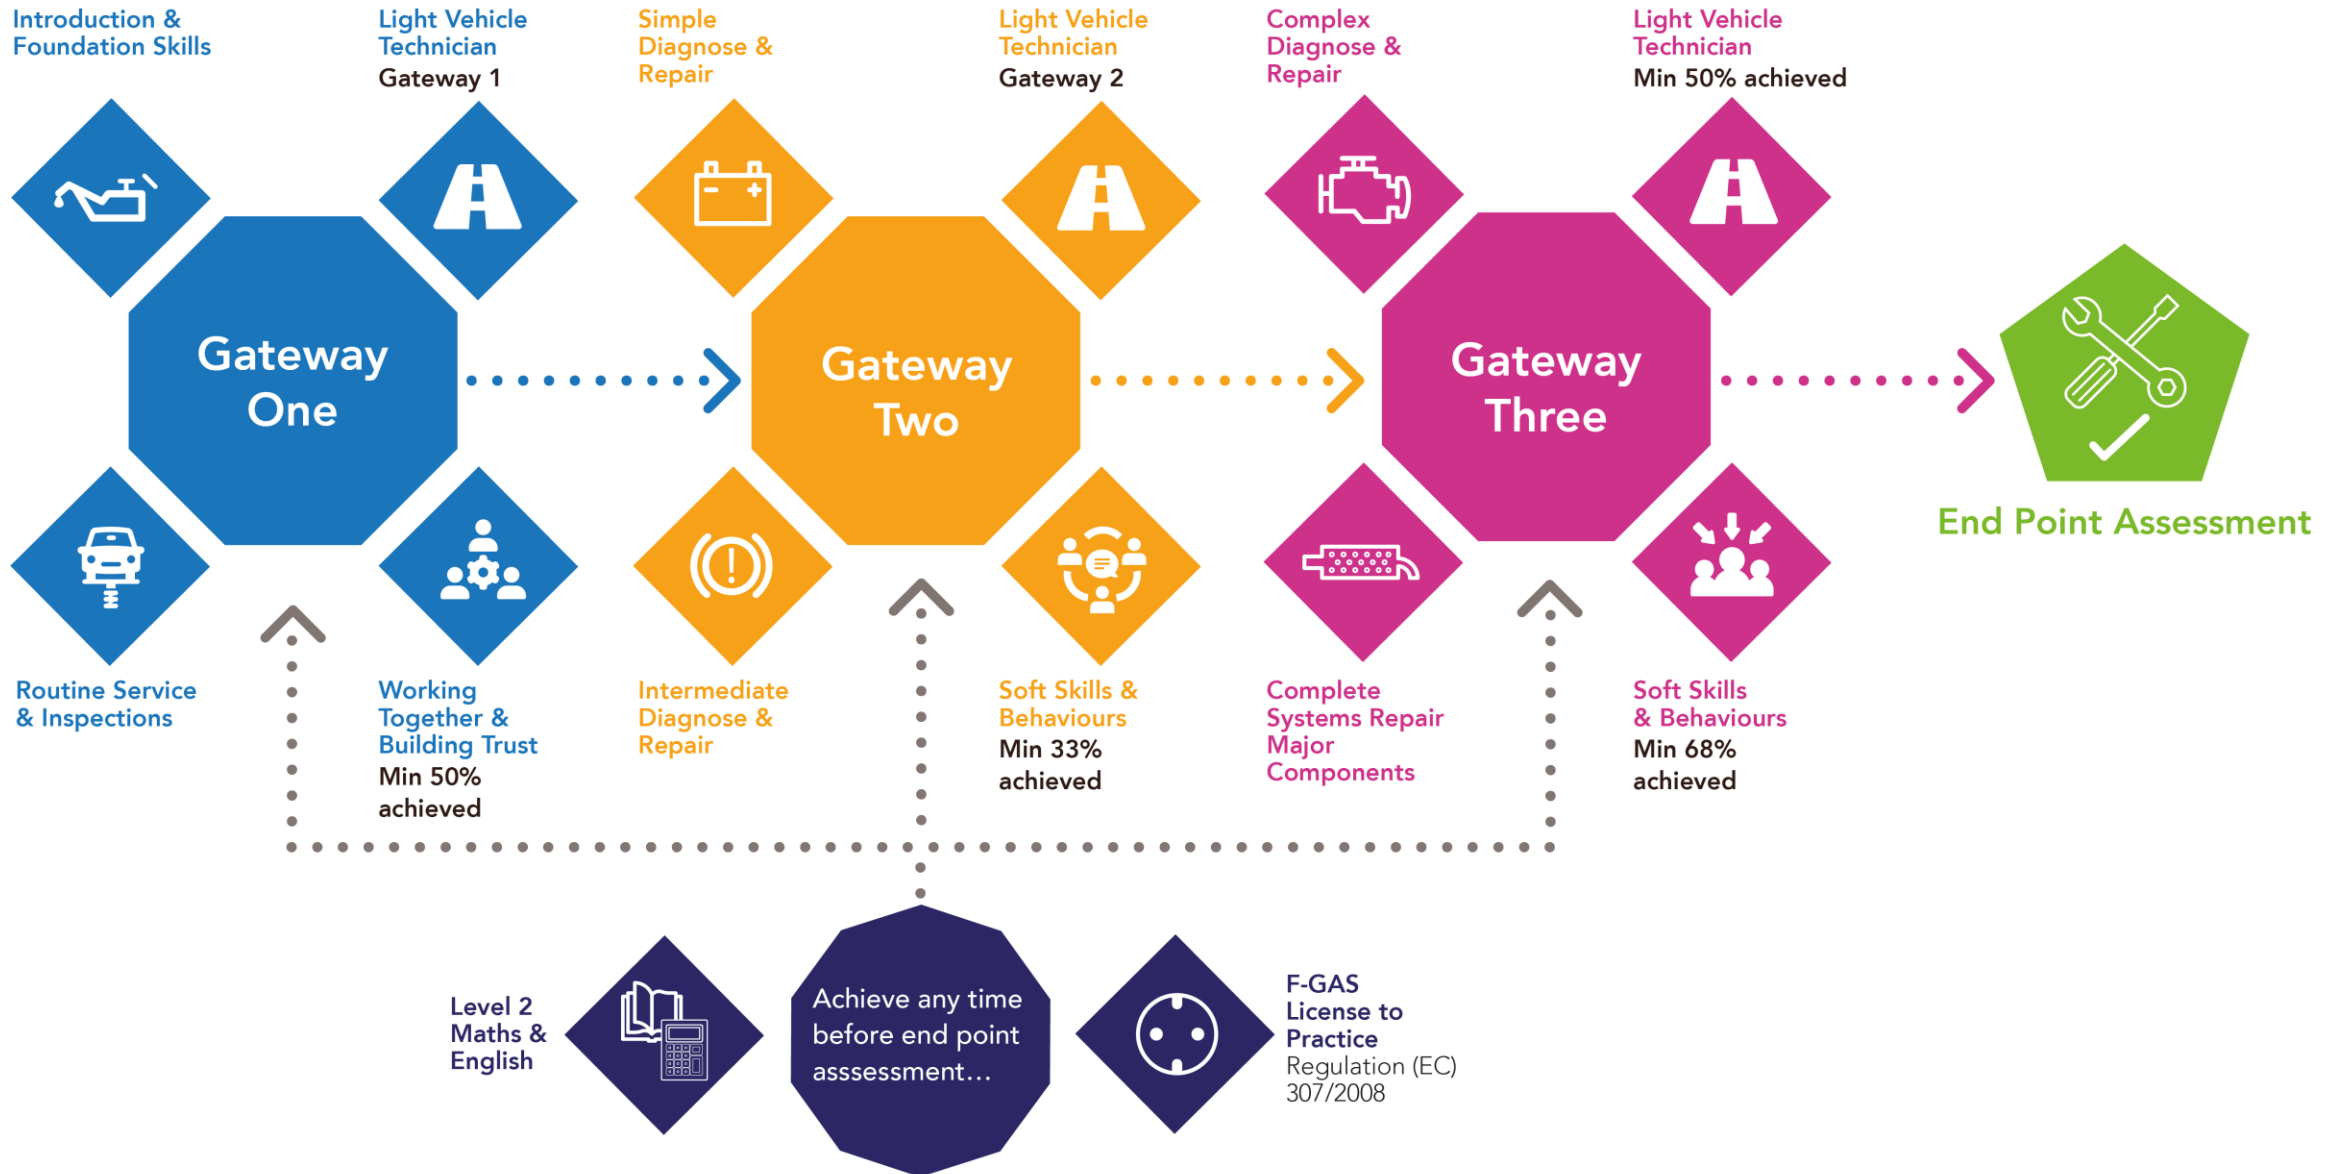 Introduction &
Foundation Skills
Light Vehicle
Technician
Gateway 1
Simple
Diagnose &
Repair
Light Vehicle
Technician
Gateway 2
Complex
Diagnose &
Repair
Light Vehicle
Technician
Min 50% achieved
Gateway
One
Gateway
Two
Gateway
Three
End Point Assessment
Routine Service
& Inspections
Working
Together &
Building Trust
Min 50%
achieved
Intermediate
Diagnose &
Repair
Soft Skills &
Behaviours
Min 33%
achieved
Complete
Systems Repair
Major
Components
Soft Skills
& Behaviours
Min 68%
achieved
Level 2
Maths &
English
Achieve any time
before end point
asssessment...
F-GAS
License to
Practice
Regulation (EC)
307/2008